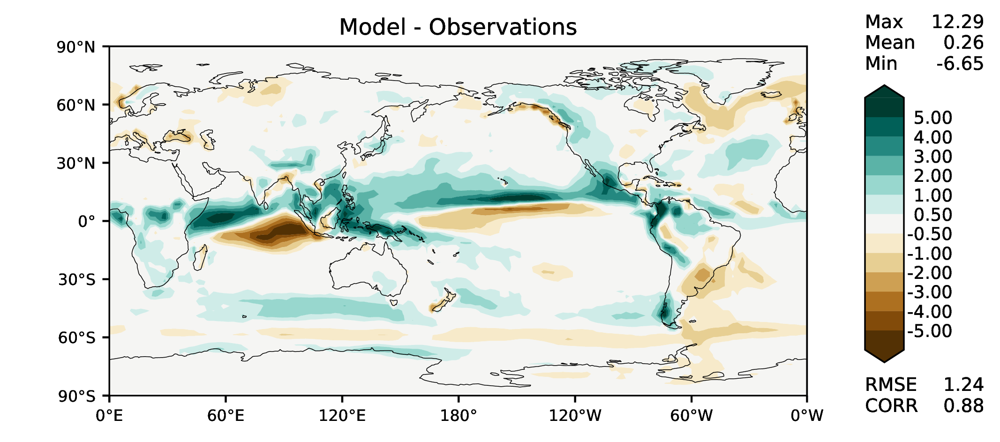 Model - Observations
Max 12.29
Mean 0.26
Min -6.65
90°N
60°N
30°N
0°
30°S
60°S
90°S
0°E 60°E 120°E 180° 120°W 60°W 0°W
5.00
4.00
3.00
2.00
1.00
0.50
-0.50
-1.00
-2.00
-3.00
-4.00
-5.00
RMSE 1.24
CORR 0.88